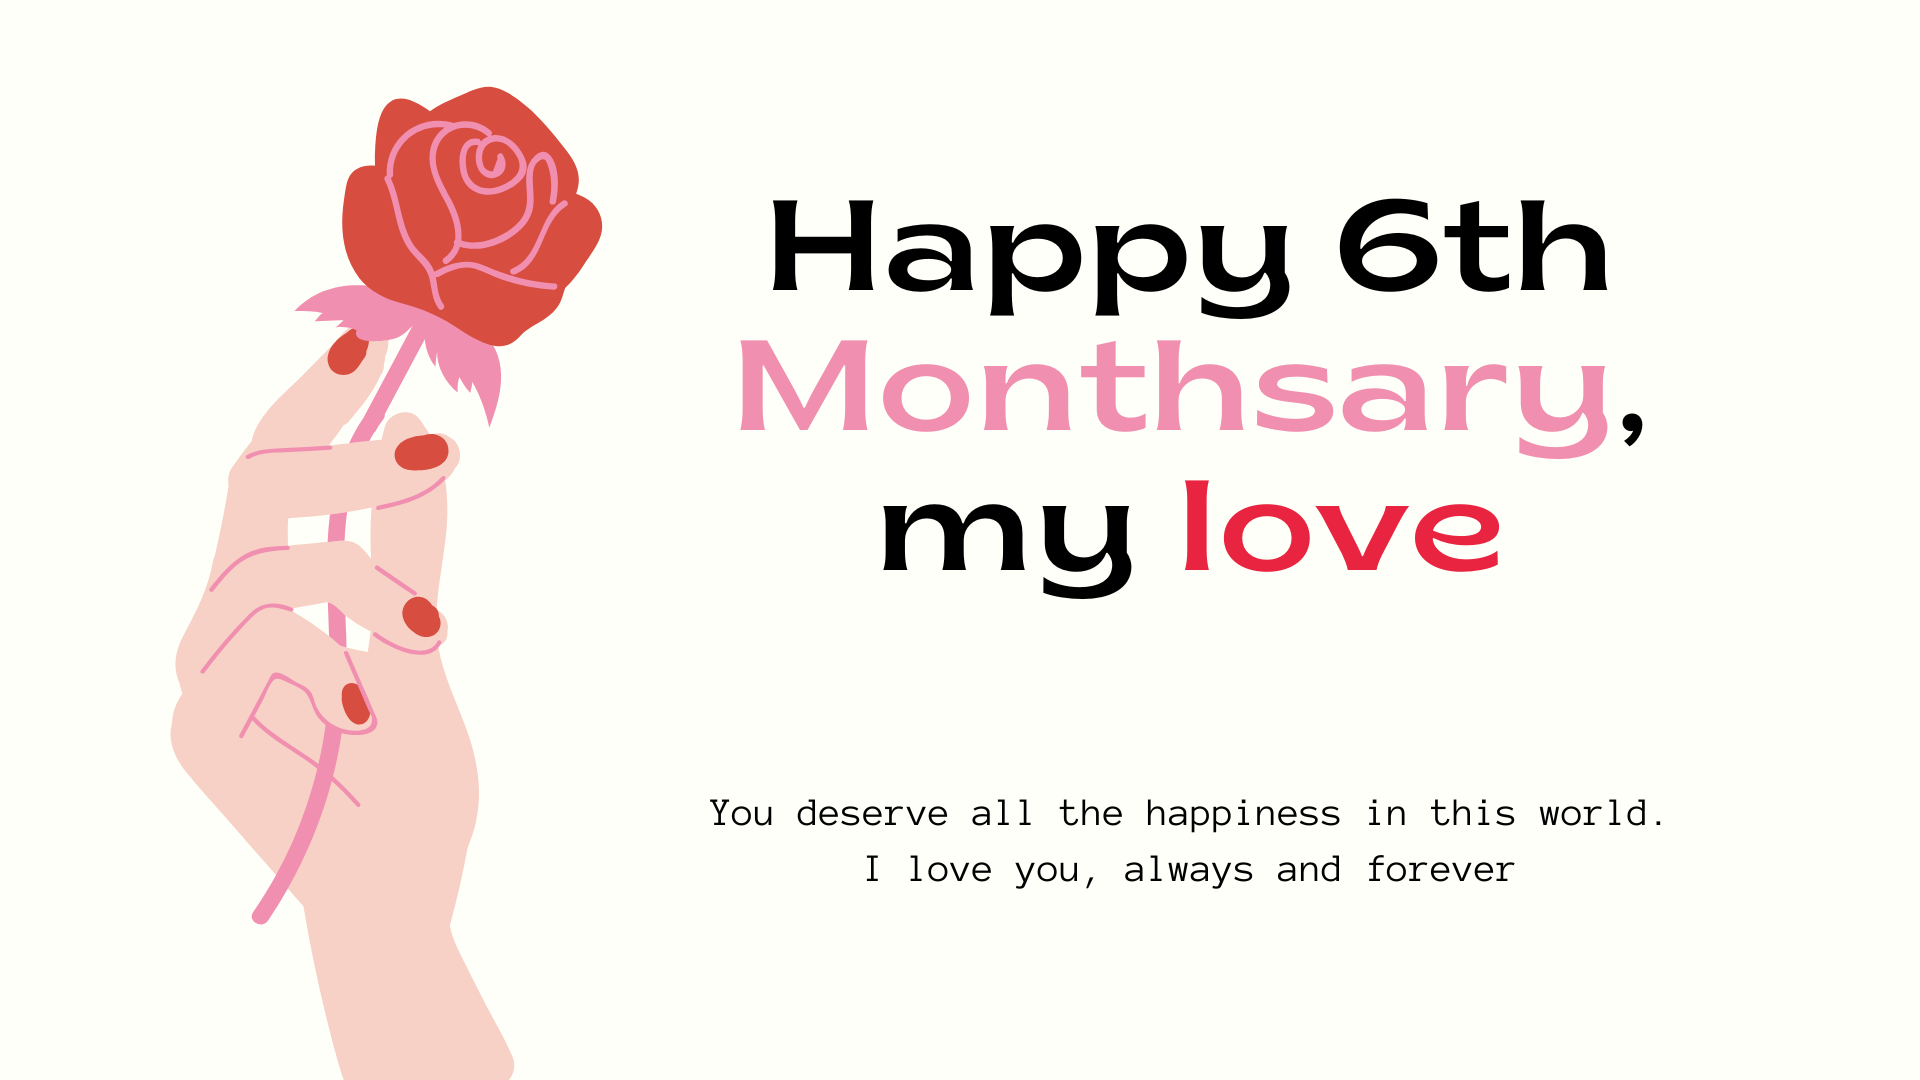 Happy 6th
Monthsary,
my love
You deserve all the happiness in this world.
I love you, always and forever